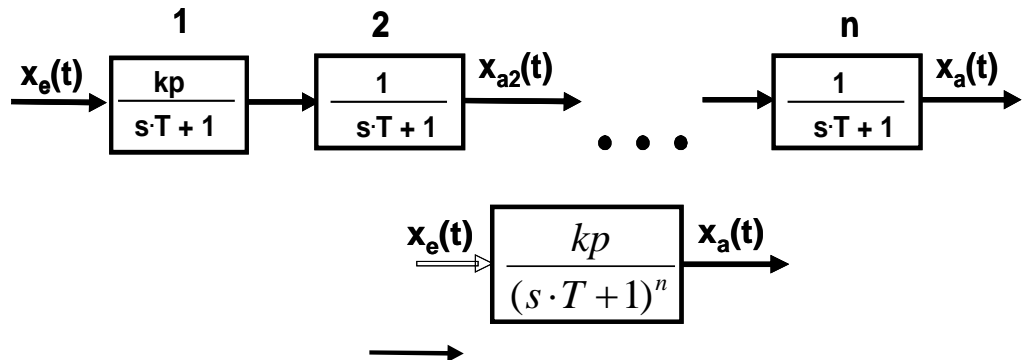 1 2 n
xₑ(t) kp / s·T + 1 1 / s·T + 1 xₐ₂(t) • • • 1 / s·T + 1 xₐ(t)
xₑ(t) kp / (s·T+1)ⁿ xₐ(t)